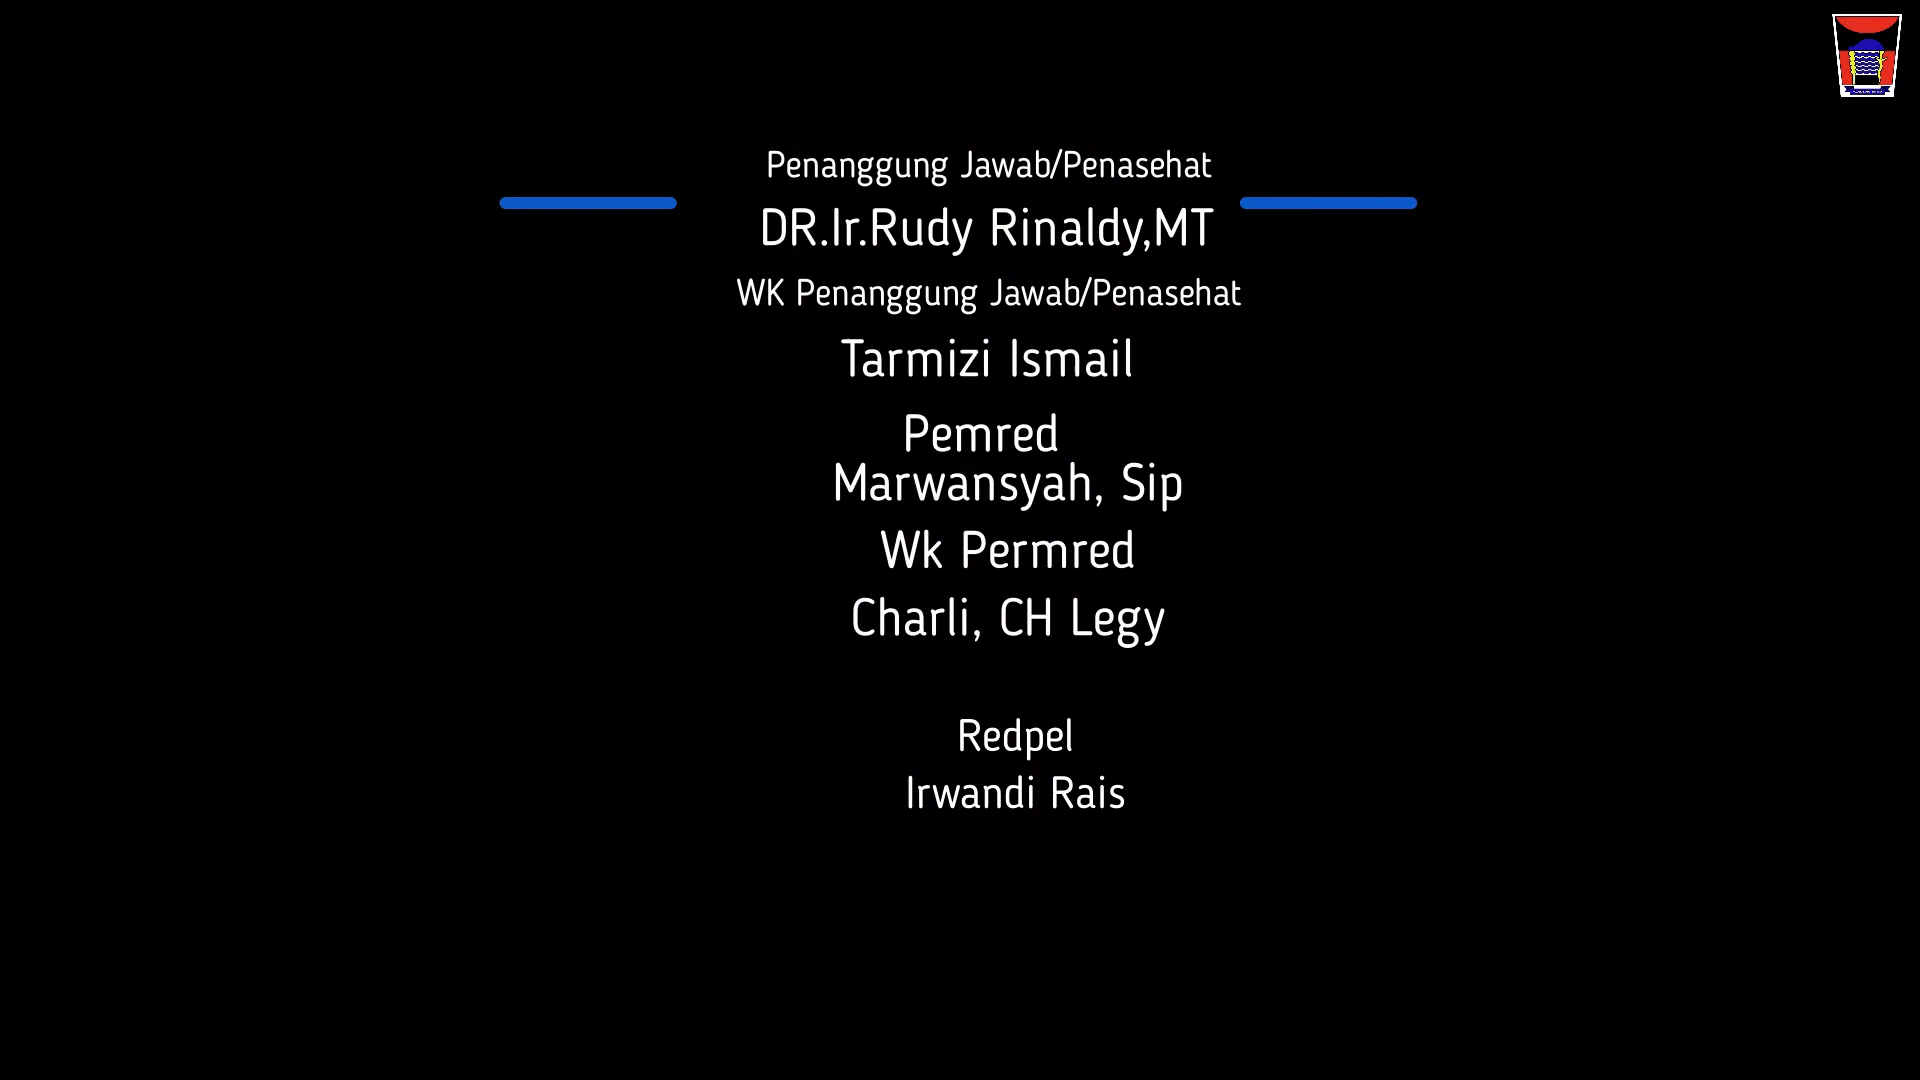 Penanggung Jawab/Penasehat
DR.Ir.Rudy Rinaldy,MT
WK Penanggung Jawab/Penasehat
Tarmizi Ismail
Pemred
Marwansyah, Sip
Wk Permred
Charli, CH Legy
Redpel
Irwandi Rais